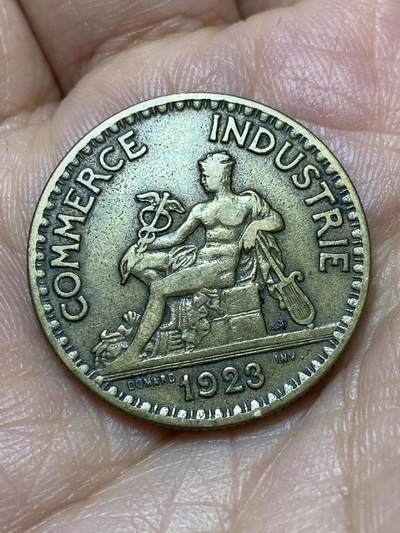 COMMERCE INDUSTRIE
DOMARD INV.
1923